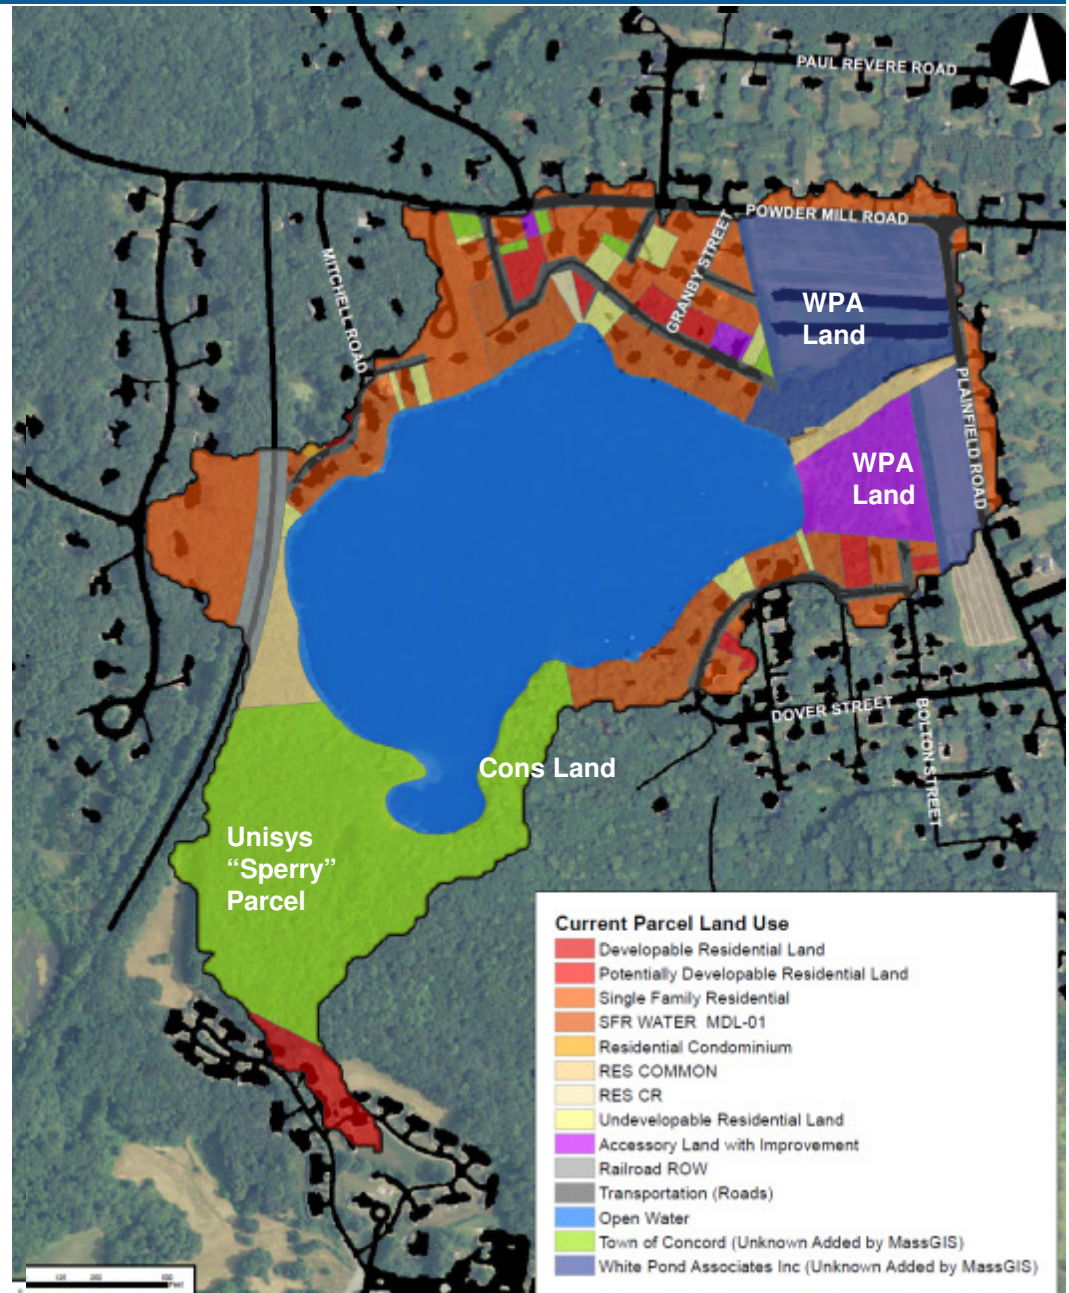 PAUL REVERE ROAD
POWDER MILL ROAD
GRANBY STREET
MITCHELL ROAD
WPA
Land
PLAINFIELD ROAD
WPA
Land
DOVER STREET
BOLTON STREET
Cons Land
Unisys
“Sperry”
Parcel
Current Parcel Land Use
Developable Residential Land
Potentially Developable Residential Land
Single Family Residential
SFR WATER MDL-01
Residential Condominium
RES COMMON
RES CR
Undevelopable Residential Land
Accessory Land with Improvement
Railroad ROW
Transportation (Roads)
Open Water
Town of Concord (Unknown Added by MassGIS)
White Pond Associates Inc (Unknown Added by MassGIS)
Feet